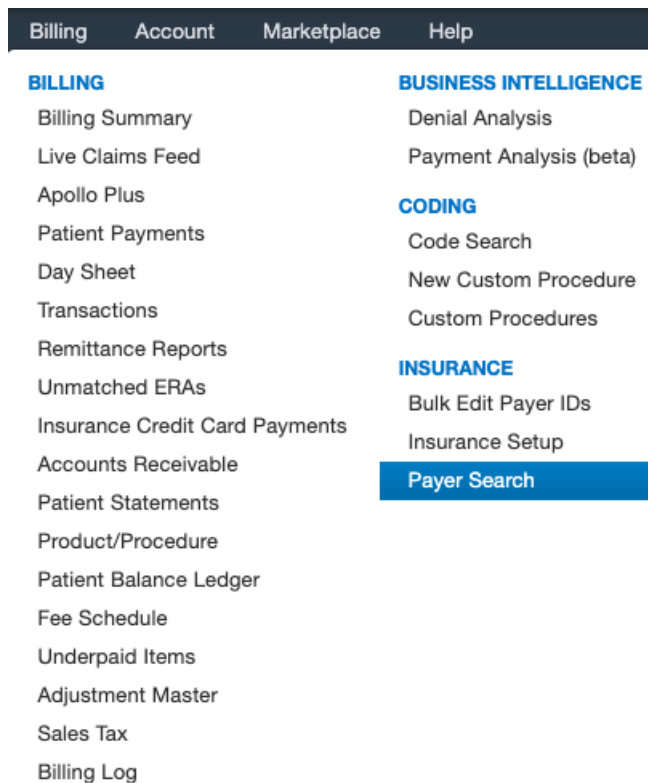 Billing Account Marketplace Help
BILLING
Billing Summary
Live Claims Feed
Apollo Plus
Patient Payments
Day Sheet
Transactions
Remittance Reports
Unmatched ERAs
Insurance Credit Card Payments
Accounts Receivable
Patient Statements
Product/Procedure
Patient Balance Ledger
Fee Schedule
Underpaid Items
Adjustment Master
Sales Tax
Billing Log
BUSINESS INTELLIGENCE
Denial Analysis
Payment Analysis (beta)
CODING
Code Search
New Custom Procedure
Custom Procedures
INSURANCE
Bulk Edit Payer IDs
Insurance Setup
Payer Search